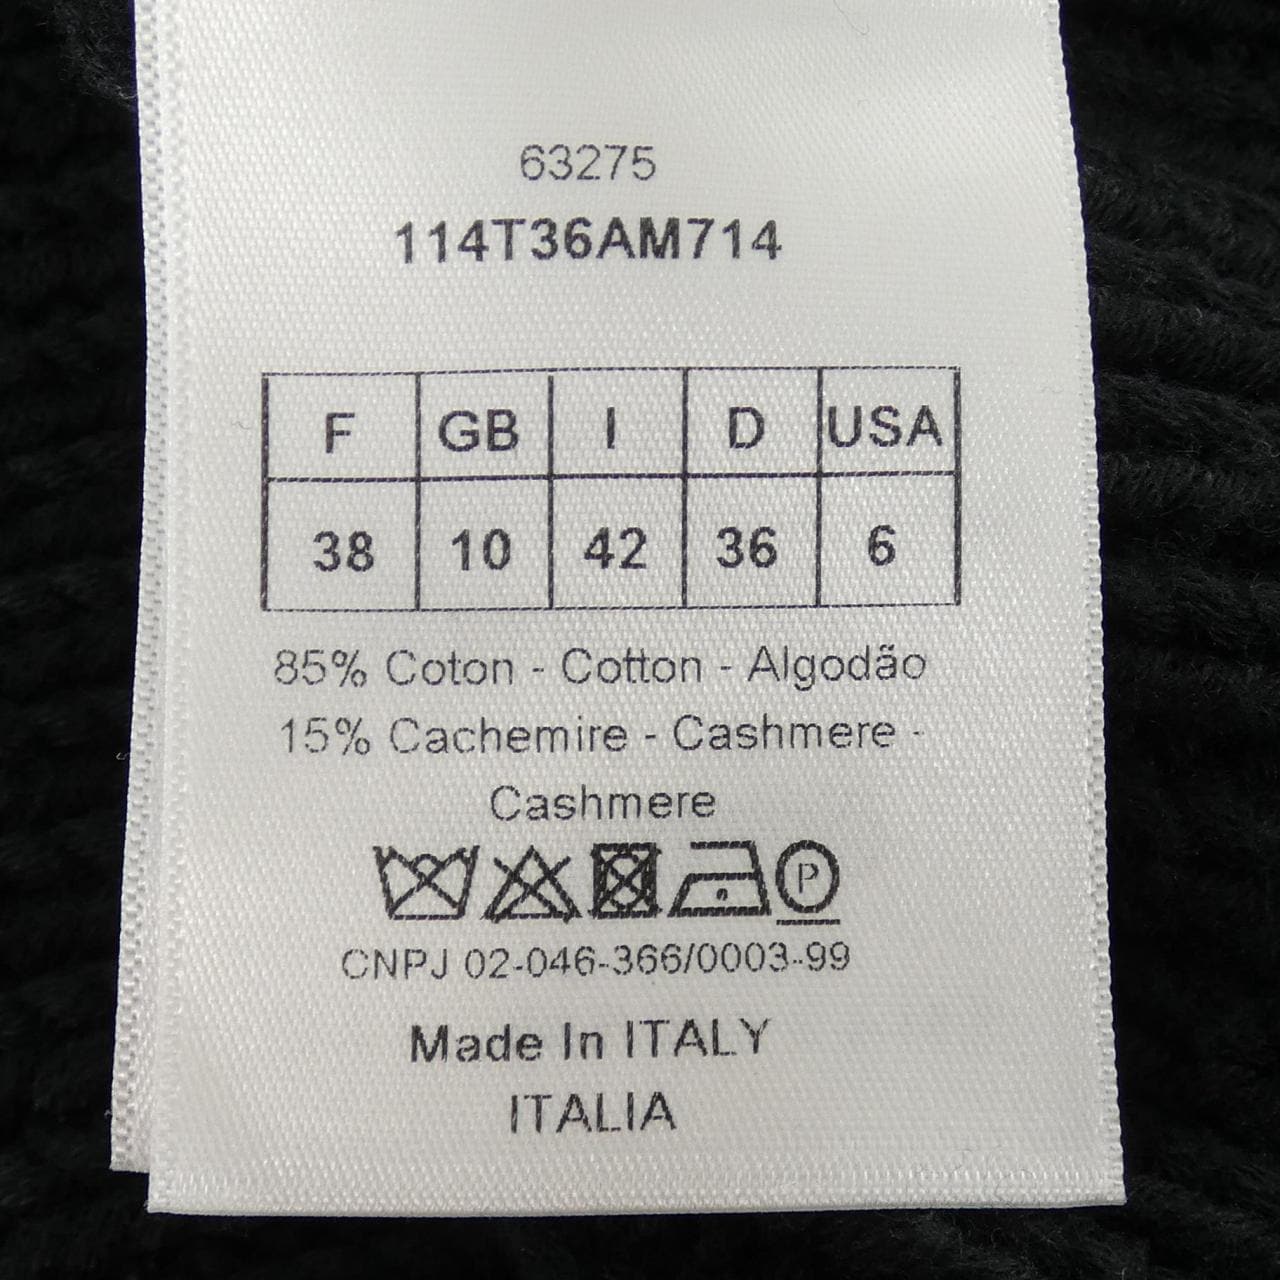 63275
114T36AM714
F GB I D USA
38 10 42 36 6
85% Coton - Cotton - Algodão
15% Cachemire - Cashmere -
Cashmere
P
CNPJ 02-046-366/0003-99
Made In ITALY
ITALIA